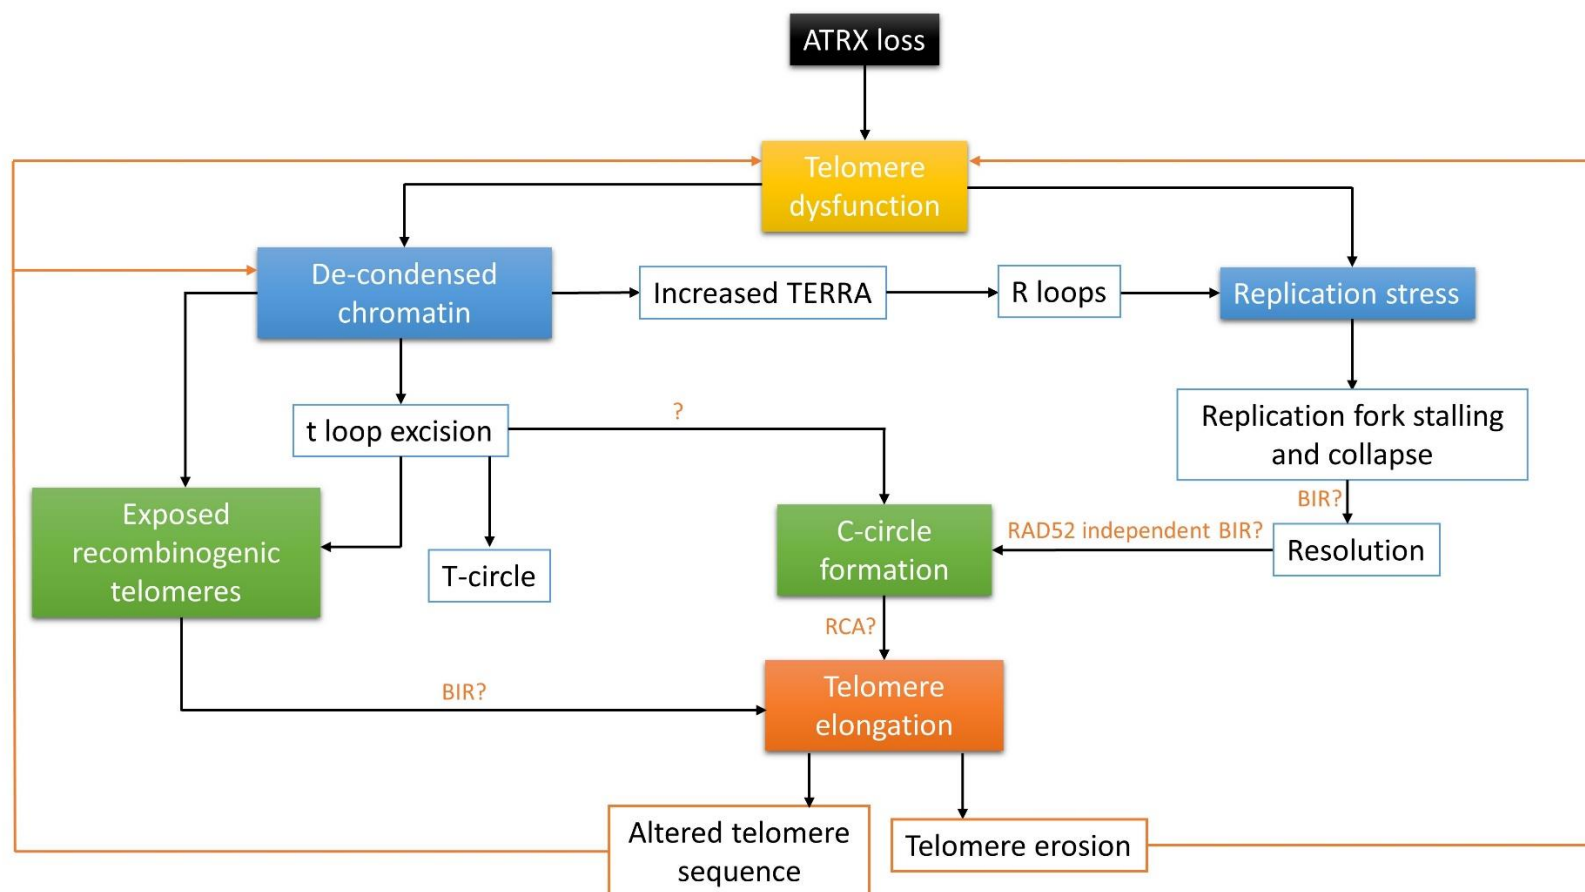 ATRX loss
Telomere
dysfunction
De-condensed
chromatin
Increased TERRA
R loops
Replication stress
t loop excision
?
Replication fork stalling
and collapse
BIR?
Exposed
recombinogenic
telomeres
T-circle
C-circle
formation
RAD52 independent BIR?
Resolution
RCA?
BIR?
Telomere
elongation
Altered telomere
sequence
Telomere erosion